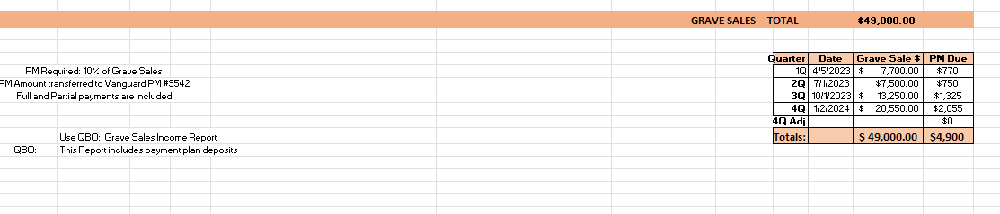 GRAVE SALES - TOTAL $49,000.00
Quarter Date Grave Sale $ PM Due
PM Required: 10% of Grave Sales 1Q 4/5/2023 $ 7,700.00 $770
PM Amount transferred to Vanguard PM #9542 2Q 7/1/2023 $7,500.00 $750
Full and Partial payments are included 3Q 10/1/2023 $ 13,250.00 $1,325
4Q 1/2/2024 $ 20,550.00 $2,055
4Q Adj $0
Use QBO: Grave Sales Income Report Totals: $ 49,000.00 $4,900
QBO: This Report includes payment plan deposits